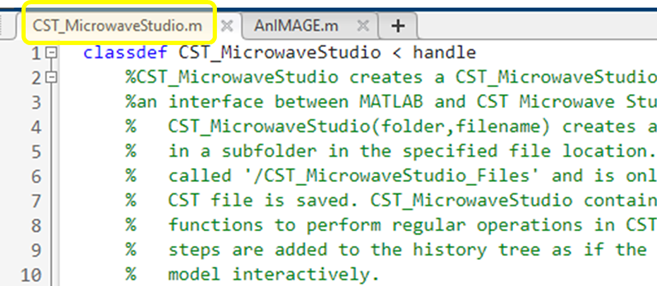 CST_MicrowaveStudio.m × AnIMAGE.m × +
1 classdef CST_MicrowaveStudio < handle
2 %CST_MicrowaveStudio creates a CST_MicrowaveStudio
3 %an interface between MATLAB and CST Microwave Stu
4 % CST_MicrowaveStudio(folder,filename) creates a
5 % in a subfolder in the specified file location.
6 % called '/CST_MicrowaveStudio_Files' and is onl
7 % CST file is saved. CST_MicrowaveStudio contain
8 % functions to perform regular operations in CST
9 % steps are added to the history tree as if the
10 % model interactively.